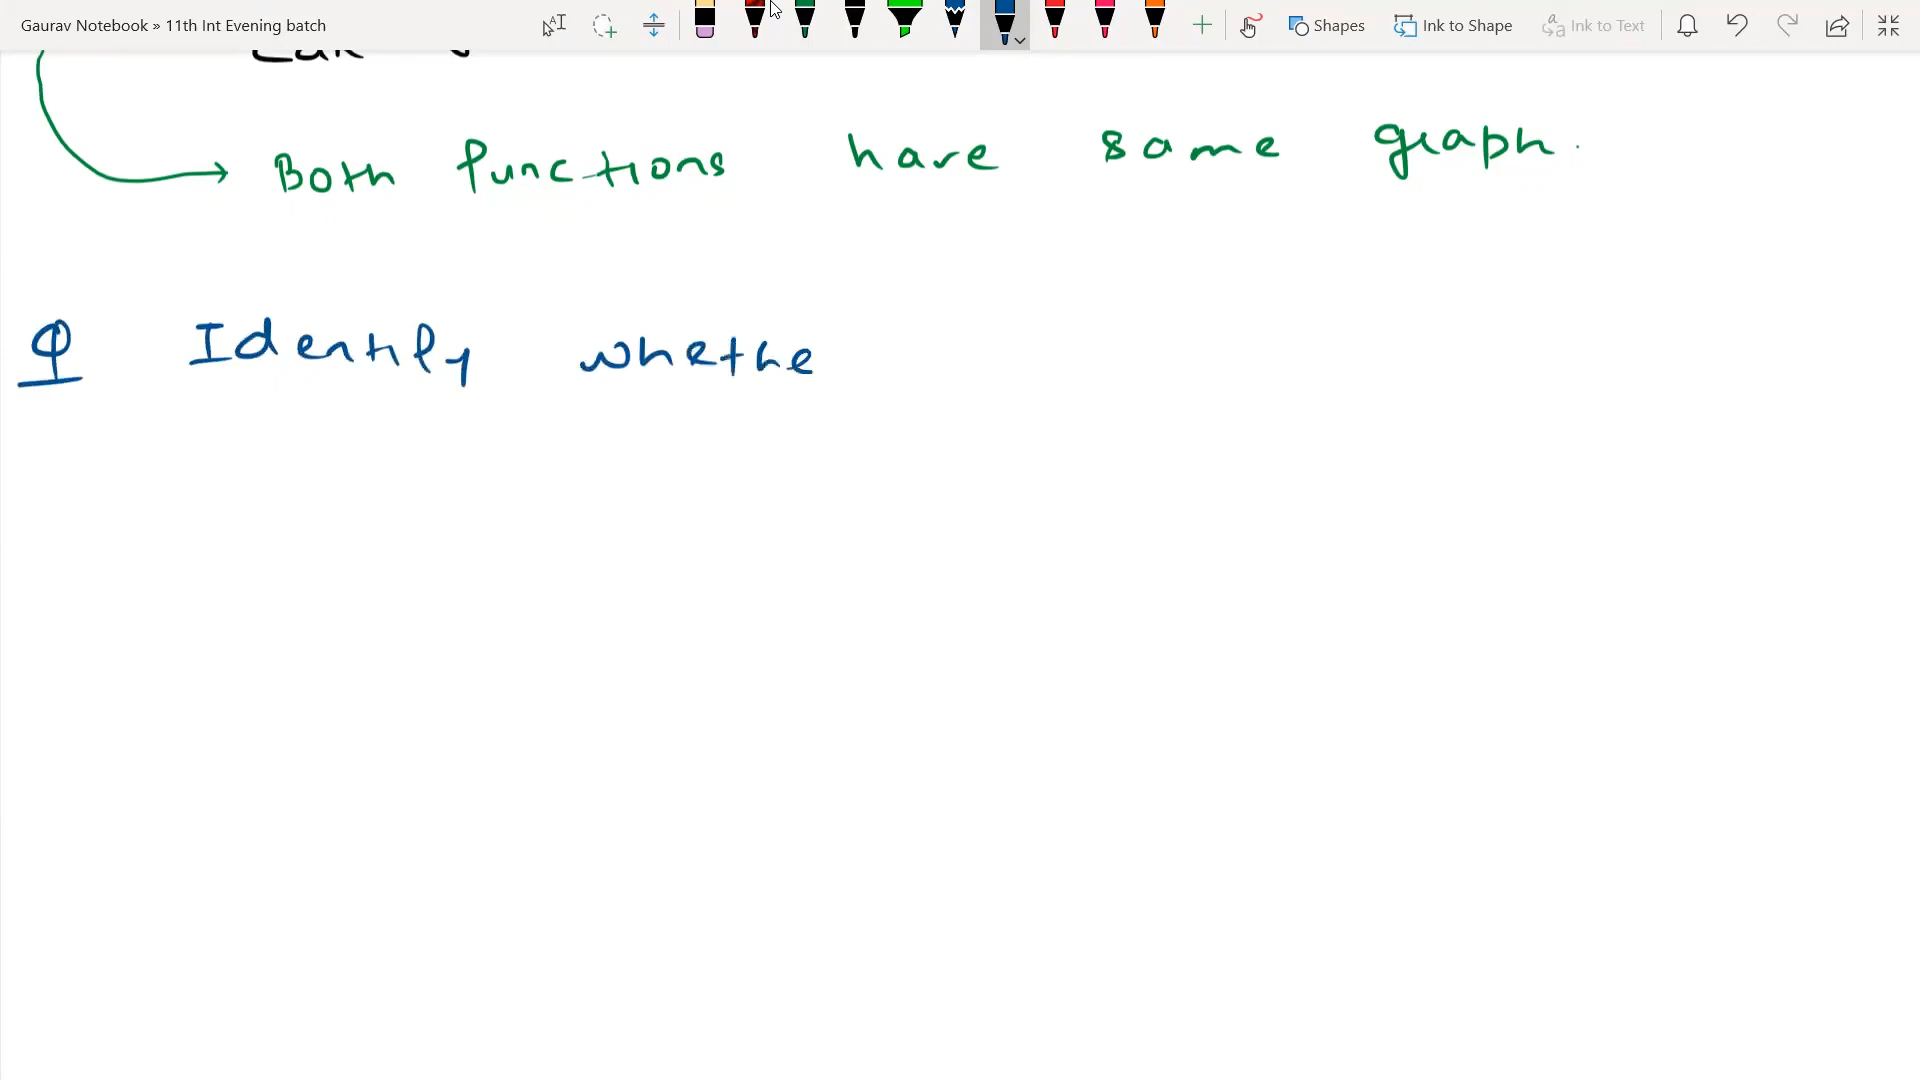 Gaurav Notebook » 11th Int Evening batch
Shapes
Ink to Shape
Ink to Text
Both functions have same graph.
Q Identify whethe